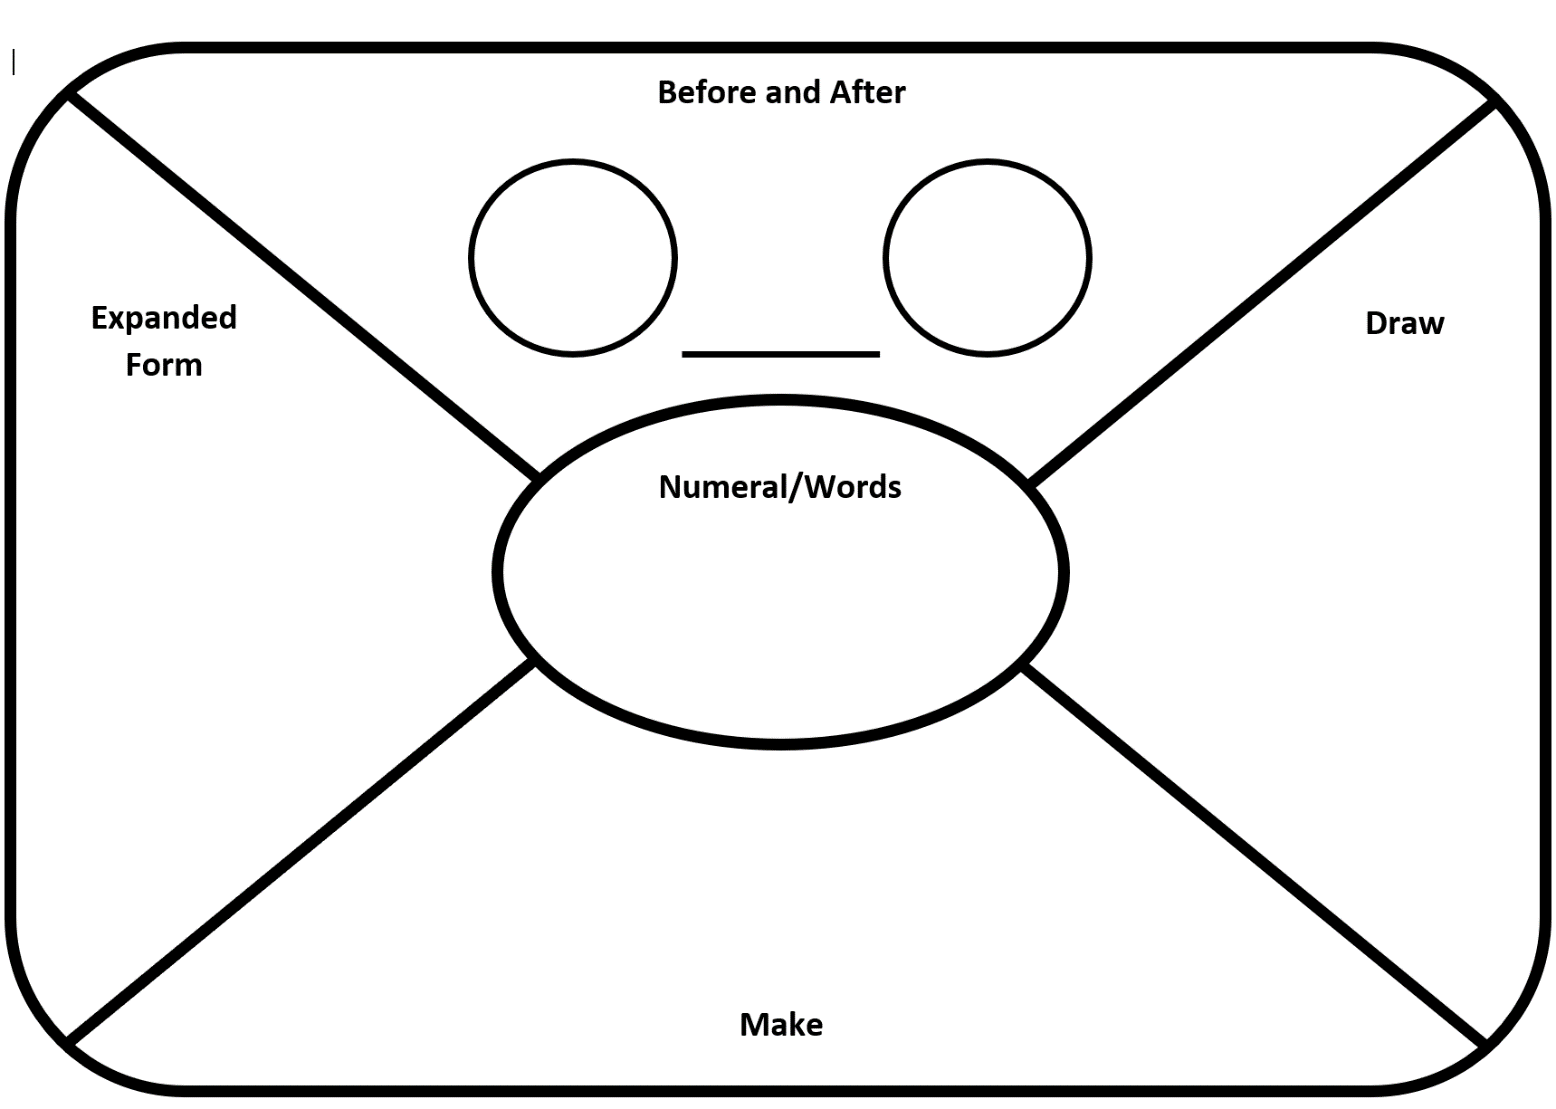 Before and After
Expanded
Form
Draw
Numeral/Words
Make